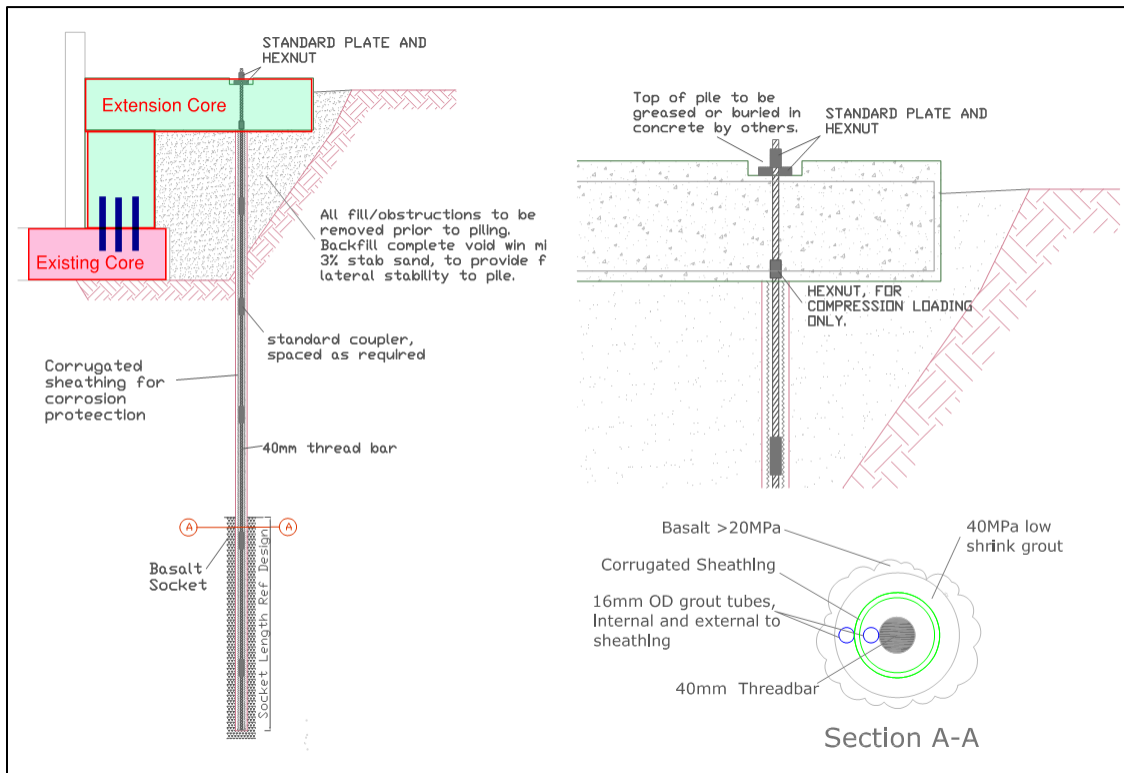 STANDARD PLATE AND
HEXNUT
Extension Core
Existing Core
All fill/obstructions to be
removed prior to piling.
Backfill complete void win mi
3% stab sand, to provide f
lateral stability to pile.
standard coupler,
spaced as required
Corrugated
sheathing for
corrosion
proteection
40mm thread bar
A
A
Basalt
Socket
Socket Length Ref Design
Top of pile to be
greased or buried in
concrete by others.
STANDARD PLATE AND
HEXNUT
HEXNUT, FOR
COMPRESSION LOADING
ONLY.
Basalt >20MPa
40MPa low
shrink grout
Corrugated Sheathing
16mm OD grout tubes,
Internal and external to
sheathing
40mm Threadbar
Section A-A